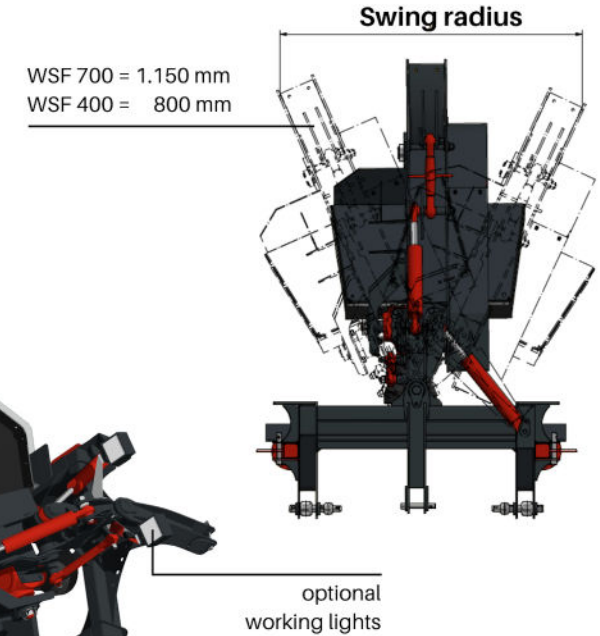 Swing radius
WSF 700 = 1.150 mm
WSF 400 = 800 mm
optional
working lights